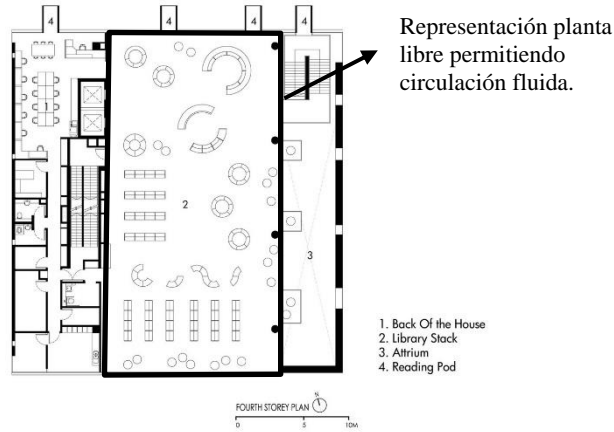 4
4
4
4
Representación planta
libre permitiendo
circulación fluida.
1
2
3
1. Back Of the House
2. Library Stack
3. Attrium
4. Reading Pod
FOURTH STOREY PLAN
0 5 10M